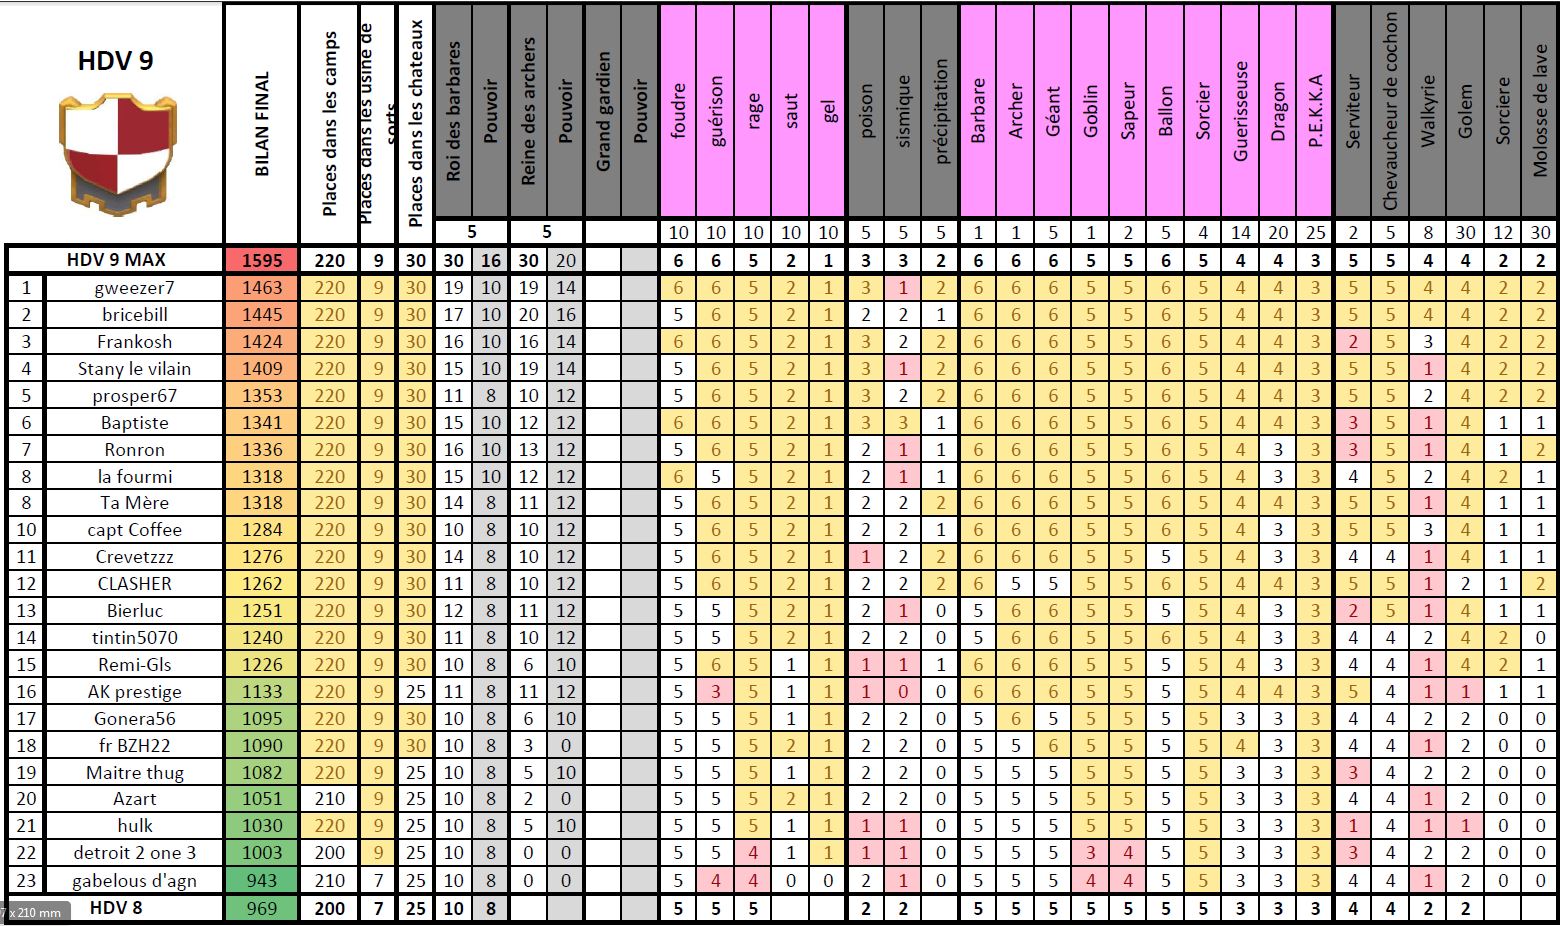 HDV 9
BILAN FINAL
Places dans les camps
Places dans les usine de sorts
Places dans les chateaux
Roi des barbares
Pouvoir
Reine des archers
Pouvoir
Grand gardien
Pouvoir
foudre
guérison
rage
saut
gel
poison
sismique
précipitation
Barbare
Archer
Géant
Goblin
Sapeur
Ballon
Sorcier
Guerisseuse
Dragon
P.E.K.K.A
Serviteur
Chevaucheur de cochon
Walkyrie
Golem
Sorciere
Molosse de lave
5 5 10 10 10 10 10 5 5 5 1 1 5 1 2 5 4 14 20 25 2 5 8 30 12 30
HDV 9 MAX 1595 220 9 30 30 16 30 20 6 6 5 2 1 3 3 2 6 6 6 5 5 6 5 4 4 3 5 5 4 4 2 2
1 gweezer7 1463 220 9 30 19 10 19 14 6 6 5 2 1 3 1 2 6 6 6 5 5 6 5 4 4 3 5 5 4 4 2 2
2 bricebill 1445 220 9 30 17 10 20 16 5 6 5 2 1 2 2 1 6 6 6 5 5 6 5 4 4 3 5 5 4 4 2 2
3 Frankosh 1424 220 9 30 16 10 16 14 6 6 5 2 1 3 2 2 6 6 6 5 5 6 5 4 4 3 2 5 3 4 2 2
4 Stany le vilain 1409 220 9 30 15 10 19 14 5 6 5 2 1 3 1 2 6 6 6 5 5 6 5 4 4 3 5 5 1 4 2 2
5 prosper67 1353 220 9 30 11 8 10 12 5 6 5 2 1 3 2 2 6 6 6 5 5 6 5 4 4 3 5 5 2 4 2 2
6 Baptiste 1341 220 9 30 15 10 12 12 6 6 5 2 1 3 3 1 6 6 6 5 5 6 5 4 4 3 3 5 1 4 1 1
7 Ronron 1336 220 9 30 16 10 13 12 5 6 5 2 1 2 1 1 6 6 6 5 5 6 5 4 3 3 3 5 1 4 1 2
8 la fourmi 1318 220 9 30 15 10 12 12 6 5 5 2 1 2 1 1 6 6 6 5 5 6 5 4 3 3 4 5 2 4 2 1
8 Ta Mère 1318 220 9 30 14 8 11 12 5 6 5 2 1 2 2 2 6 6 6 5 5 6 5 4 4 3 5 5 1 4 1 1
10 capt Coffee 1284 220 9 30 10 8 10 12 5 6 5 2 1 2 2 1 6 6 6 5 5 6 5 4 3 3 5 5 3 4 1 1
11 Crevetzzz 1276 220 9 30 14 8 10 12 5 6 5 2 1 1 2 2 6 6 6 5 5 5 5 4 3 3 4 4 1 4 1 1
12 CLASHER 1262 220 9 30 11 8 10 12 5 6 5 2 1 2 2 2 6 5 5 5 5 6 5 4 4 3 5 5 1 2 1 2
13 Bierluc 1251 220 9 30 12 8 11 12 5 5 5 2 1 2 1 0 5 6 6 5 5 5 5 4 3 3 2 5 1 4 1 1
14 tintin5070 1240 220 9 30 11 8 10 12 5 5 5 2 1 2 2 0 5 6 6 5 5 6 5 4 3 3 4 4 2 4 2 0
15 Remi-Gls 1226 220 9 30 10 8 6 10 5 6 5 1 1 1 1 1 6 6 6 5 5 5 5 4 3 3 4 4 1 4 2 1
16 AK prestige 1133 220 9 25 11 8 11 12 5 3 5 1 1 1 0 0 6 6 6 5 5 5 5 4 4 3 5 4 1 1 1 1
17 Gonera56 1095 220 9 30 10 8 6 10 5 5 5 1 1 2 2 0 5 6 5 5 5 5 5 3 3 3 4 4 2 2 0 0
18 fr BZH22 1090 220 9 30 10 8 3 0 5 5 5 2 1 2 2 0 5 5 6 5 5 5 5 4 3 3 4 4 1 2 0 0
19 Maitre thug 1082 220 9 25 10 8 5 10 5 5 5 1 1 2 2 0 5 5 5 5 5 5 5 3 3 3 3 4 2 2 0 0
20 Azart 1051 210 9 25 10 8 2 0 5 5 5 2 1 2 2 0 5 5 5 5 5 5 5 3 3 3 4 4 1 2 0 0
21 hulk 1030 220 9 25 10 8 5 10 5 5 5 1 1 1 1 0 5 5 5 5 5 5 5 3 3 3 1 4 1 1 0 0
22 detroit 2 one 3 1003 200 9 25 10 8 0 0 5 5 4 1 1 1 1 0 5 5 5 3 4 5 5 3 3 3 3 4 2 2 0 0
23 gabelous d'agn 943 210 7 25 10 8 0 0 5 4 4 0 0 2 1 0 5 5 5 4 4 5 5 3 3 3 4 4 1 2 0 0
HDV 8 969 200 7 25 10 8 5 5 5 2 2 5 5 5 5 5 5 5 3 3 3 4 4 2 2
7 x 210 mm